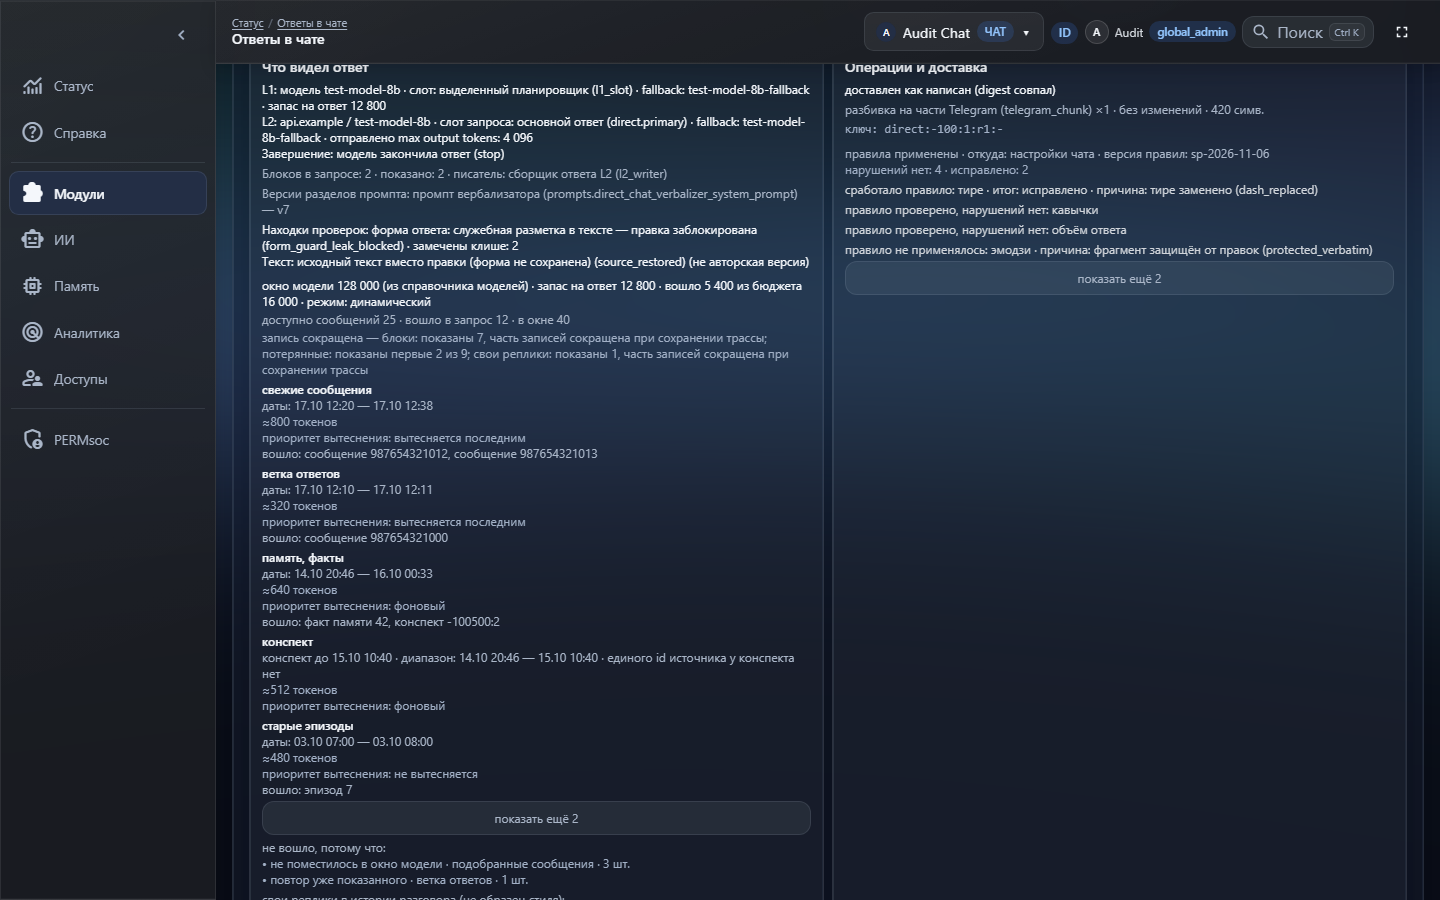 Статус / Ответы в чате
Ответы в чате
A Audit Chat ЧАТ ▾ ID A Audit global_admin Поиск Ctrl K
Статус
Справка
Модули
ИИ
Память
Аналитика
Доступы
PERMsoc
Что видел ответ
L1: модель test-model-8b · слот: выделенный планировщик (l1_slot) · fallback: test-model-8b-fallback
· запас на ответ 12 800
L2: api.example / test-model-8b · слот запроса: основной ответ (direct.primary) · fallback: test-model-
8b-fallback · отправлено max output tokens: 4 096
Завершение: модель закончила ответ (stop)
Блоков в запросе: 2 · показано: 2 · писатель: сборщик ответа L2 (l2_writer)
Версии разделов промпта: промпт вербализатора (prompts.direct_chat_verbalizer_system_prompt)
— v7
Находки проверок: форма ответа: служебная разметка в тексте — правка заблокирована
(form_guard_leak_blocked) · замечены клише: 2
Текст: исходный текст вместо правки (форма не сохранена) (source_restored) (не авторская версия)
окно модели 128 000 (из справочника моделей) · запас на ответ 12 800 · вошло 5 400 из бюджета
16 000 · режим: динамический
доступно сообщений 25 · вошло в запрос 12 · в окне 40
запись сокращена — блоки: показаны 7, часть записей сокращена при сохранении трассы;
потерянные: показаны первые 2 из 9; свои реплики: показаны 1, часть записей сокращена при
сохранении трассы
свежие сообщения
даты: 17.10 12:20 — 17.10 12:38
≈800 токенов
приоритет вытеснения: вытесняется последним
вошло: сообщение 987654321012, сообщение 987654321013
ветка ответов
даты: 17.10 12:10 — 17.10 12:11
≈320 токенов
приоритет вытеснения: вытесняется последним
вошло: сообщение 987654321000
память, факты
даты: 14.10 20:46 — 16.10 00:33
≈640 токенов
приоритет вытеснения: фоновый
вошло: факт памяти 42, конспект -100500:2
конспект
конспект до 15.10 10:40 · диапазон: 14.10 20:46 — 15.10 10:40 · единого id источника у конспекта
нет
≈512 токенов
приоритет вытеснения: фоновый
старые эпизоды
даты: 03.10 07:00 — 03.10 08:00
≈480 токенов
приоритет вытеснения: не вытесняется
вошло: эпизод 7
показать ещё 2
не вошло, потому что:
• не поместилось в окно модели · подобранные сообщения · 3 шт.
• повтор уже показанного · ветка ответов · 1 шт.
свои реплики в истории разговора (не образец стиля):
Операции и доставка
доставлен как написан (digest совпал)
разбивка на части Telegram (telegram_chunk) ×1 · без изменений · 420 симв.
ключ: direct:-100:1:r1:-
правила применены · откуда: настройки чата · версия правил: sp-2026-11-06
нарушений нет: 4 · исправлено: 2
сработало правило: тире · итог: исправлено · причина: тире заменено (dash_replaced)
правило проверено, нарушений нет: кавычки
правило проверено, нарушений нет: объём ответа
правило не применялось: эмодзи · причина: фрагмент защищён от правок (protected_verbatim)
показать ещё 2